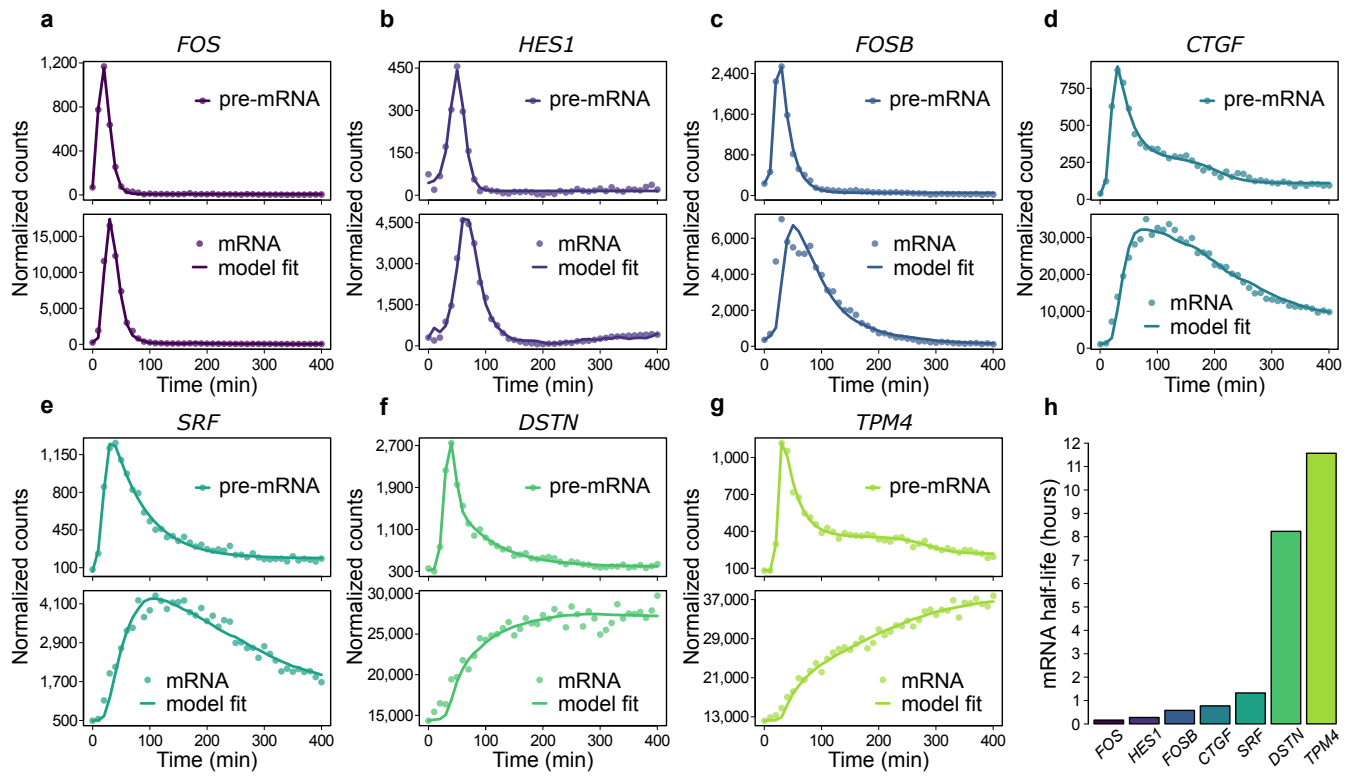 a
FOS
Normalized counts
1,200
800
400
0
pre-mRNA
15,000
10,000
5,000
0
mRNA
model fit
0 100 200 300 400
Time (min)
b
HES1
Normalized counts
450
300
150
0
pre-mRNA
4,500
3,000
1,500
0
mRNA
model fit
0 100 200 300 400
Time (min)
c
FOSB
Normalized counts
2,400
1,600
800
0
pre-mRNA
6,000
4,000
2,000
0
mRNA
model fit
0 100 200 300 400
Time (min)
d
CTGF
Normalized counts
750
500
250
0
pre-mRNA
30,000
20,000
10,000
0
mRNA
model fit
0 100 200 300 400
Time (min)
e
SRF
Normalized counts
1,150
800
450
100
pre-mRNA
4,100
2,900
1,700
500
mRNA
model fit
0 100 200 300 400
Time (min)
f
DSTN
Normalized counts
2,700
1,900
1,100
300
pre-mRNA
30,000
25,000
20,000
15,000
mRNA
model fit
0 100 200 300 400
Time (min)
g
TPM4
Normalized counts
1,000
700
400
100
pre-mRNA
37,000
29,000
21,000
13,000
mRNA
model fit
0 100 200 300 400
Time (min)
h
mRNA half-life (hours)
12
11
10
9
8
7
6
5
4
3
2
1
0
FOS HES1 FOSB CTGF SRF DSTN TPM4